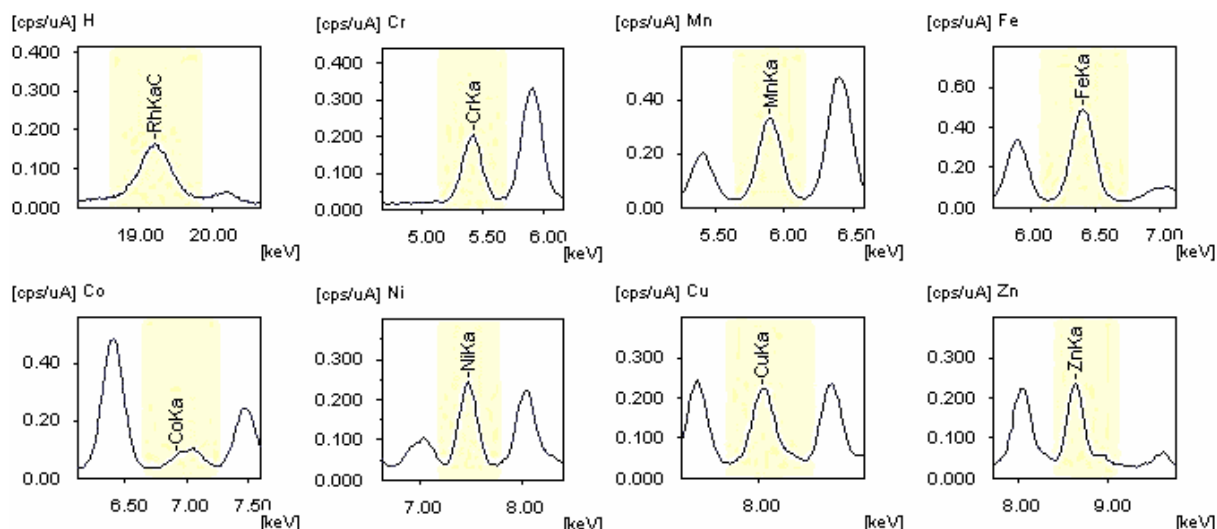 [cps/uA] H
0.400
0.300
0.200
0.100
0.000
-RhKaC
19.00 20.00
[keV]
[cps/uA] Cr
0.400
0.300
0.200
0.100
0.000
-CrKa
5.00 5.50 6.00
[keV]
[cps/uA] Mn
0.40
0.20
0.00
-MnKa
5.50 6.00 6.50
[keV]
[cps/uA] Fe
0.60
0.40
0.20
0.00
-FeKa
6.00 6.50 7.00
[keV]
[cps/uA] Co
0.40
0.20
0.00
-CoKa
6.50 7.00 7.50
[keV]
[cps/uA] Ni
0.300
0.200
0.100
0.000
-NiKa
7.00 8.00
[keV]
[cps/uA] Cu
0.300
0.200
0.100
0.000
-CuKa
8.00
[keV]
[cps/uA] Zn
0.300
0.200
0.100
0.000
-ZnKa
8.00 9.00
[keV]